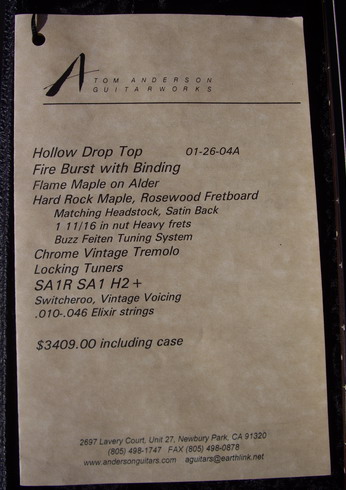 A TOM ANDERSON
GUITARWORKS
Hollow Drop Top 01-26-04A
Fire Burst with Binding
Flame Maple on Alder
Hard Rock Maple, Rosewood Fretboard
Matching Headstock, Satin Back
1 11/16 in nut Heavy frets
Buzz Feiten Tuning System
Chrome Vintage Tremolo
Locking Tuners
SA1R SA1 H2+
Switcheroo, Vintage Voicing
.010-.046 Elixir strings
$3409.00 including case
2697 Lavery Court, Unit 27, Newbury Park, CA 91320
(805) 498-1747 FAX (805) 498-0878
www.andersonguitars.com aguitars@earthlink.net